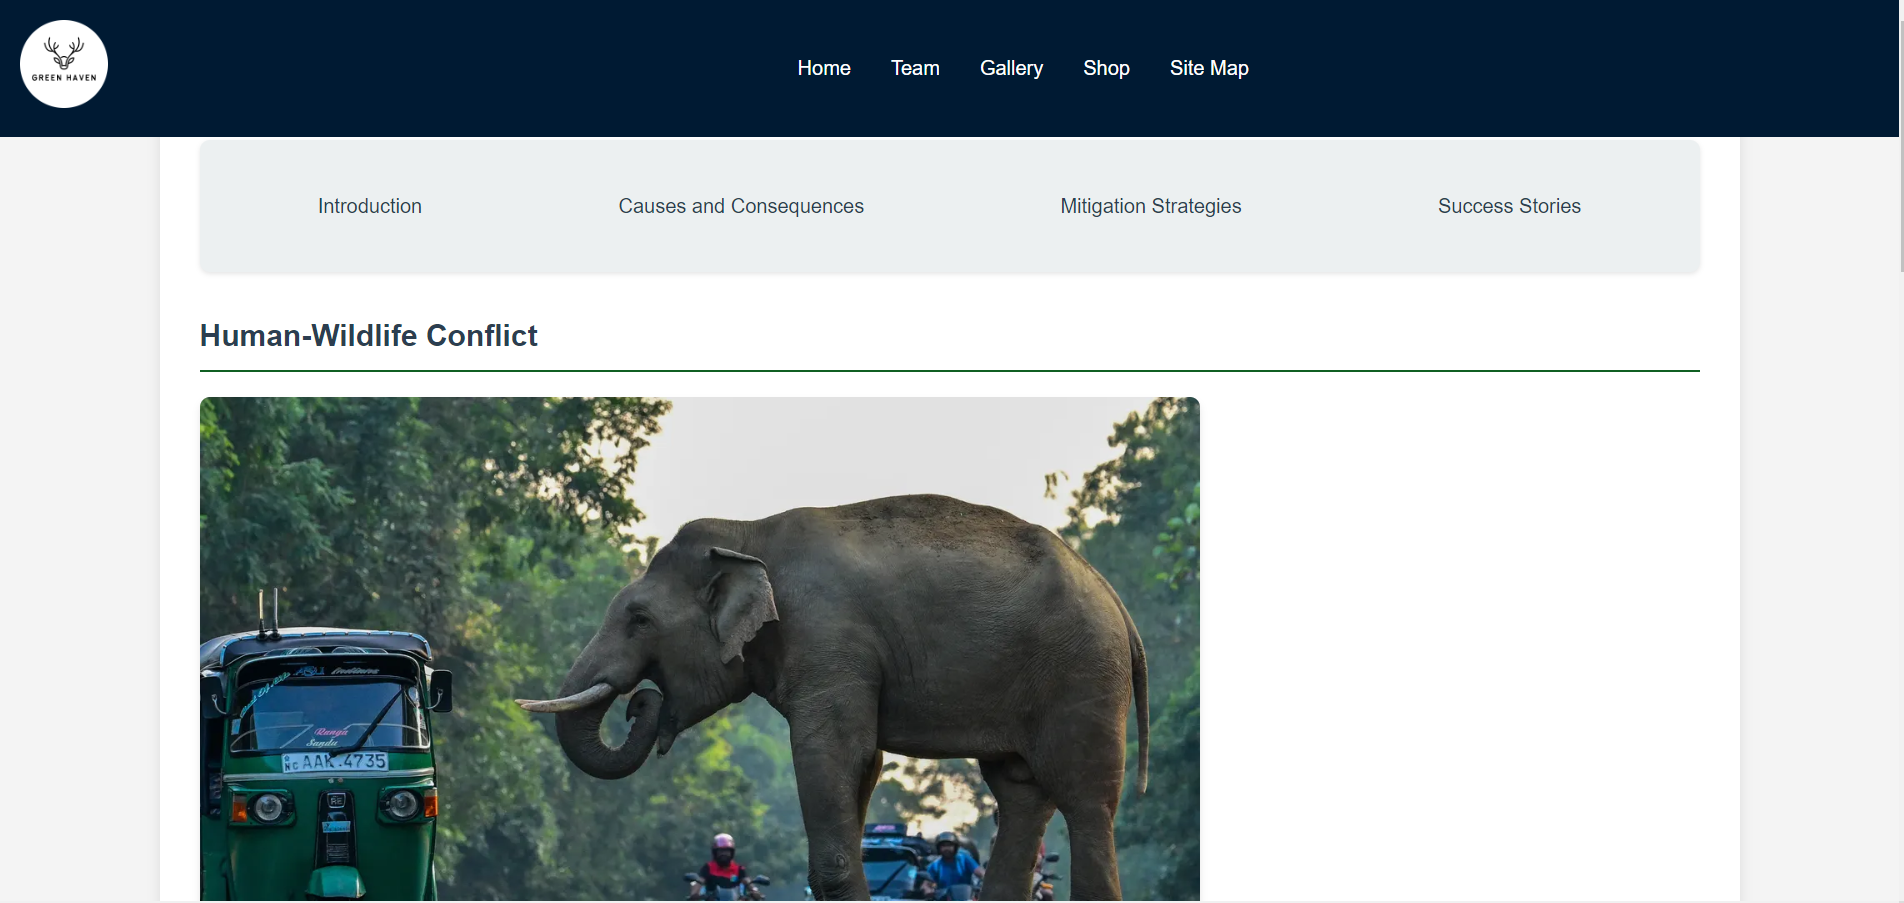 GREEN HAVEN
Home Team Gallery Shop Site Map
Introduction Causes and Consequences Mitigation Strategies Success Stories
Human-Wildlife Conflict
Ranga
Sandu
NC AAK-4735